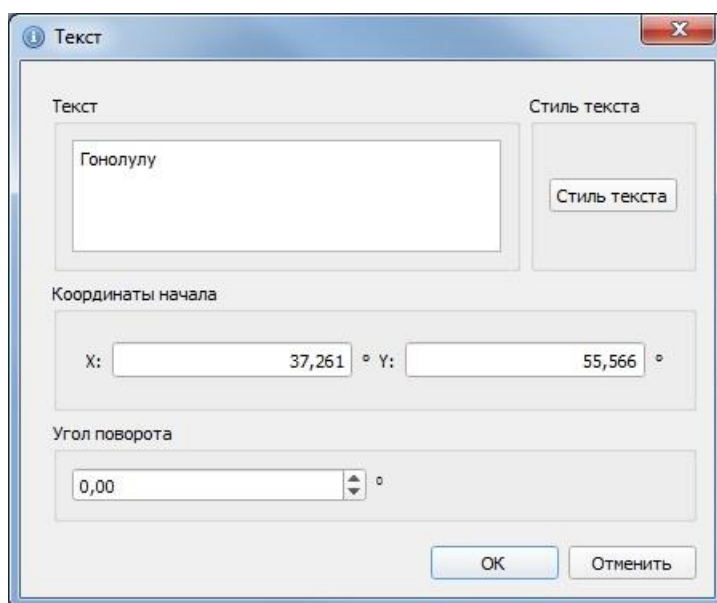 Текст
Текст Стиль текста
Гонолулу
Стиль текста
Координаты начала
X: 37,261 ° Y: 55,566 °
Угол поворота
0,00 °
OK Отменить